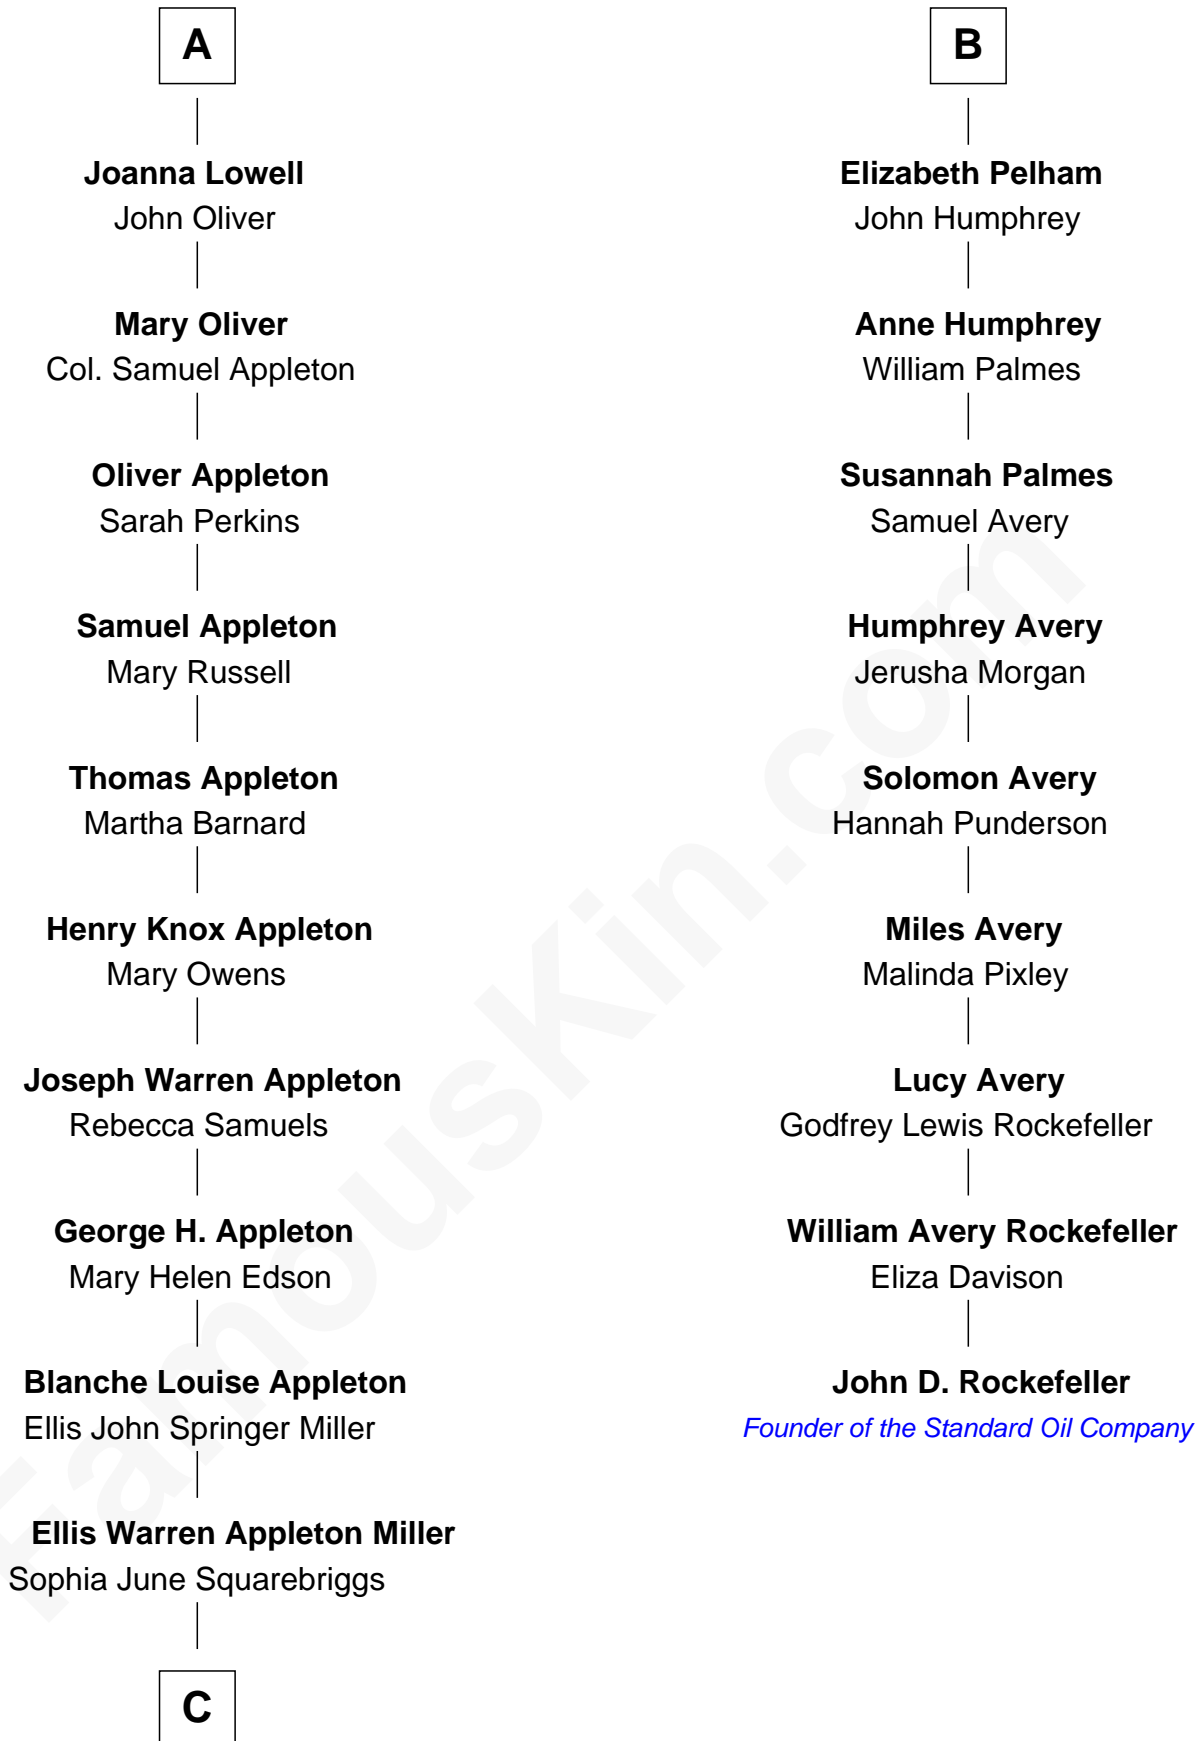 A
Joanna Lowell
John Oliver
Mary Oliver
Col. Samuel Appleton
Oliver Appleton
Sarah Perkins
Samuel Appleton
Mary Russell
Thomas Appleton
Martha Barnard
Henry Knox Appleton
Mary Owens
Joseph Warren Appleton
Rebecca Samuels
George H. Appleton
Mary Helen Edson
Blanche Louise Appleton
Ellis John Springer Miller
Ellis Warren Appleton Miller
Sophia June Squarebriggs
C
B
Elizabeth Pelham
John Humphrey
Anne Humphrey
William Palmes
Susannah Palmes
Samuel Avery
Humphrey Avery
Jerusha Morgan
Solomon Avery
Hannah Punderson
Miles Avery
Malinda Pixley
Lucy Avery
Godfrey Lewis Rockefeller
William Avery Rockefeller
Eliza Davison
John D. Rockefeller
Founder of the Standard Oil Company
FamousKin.com